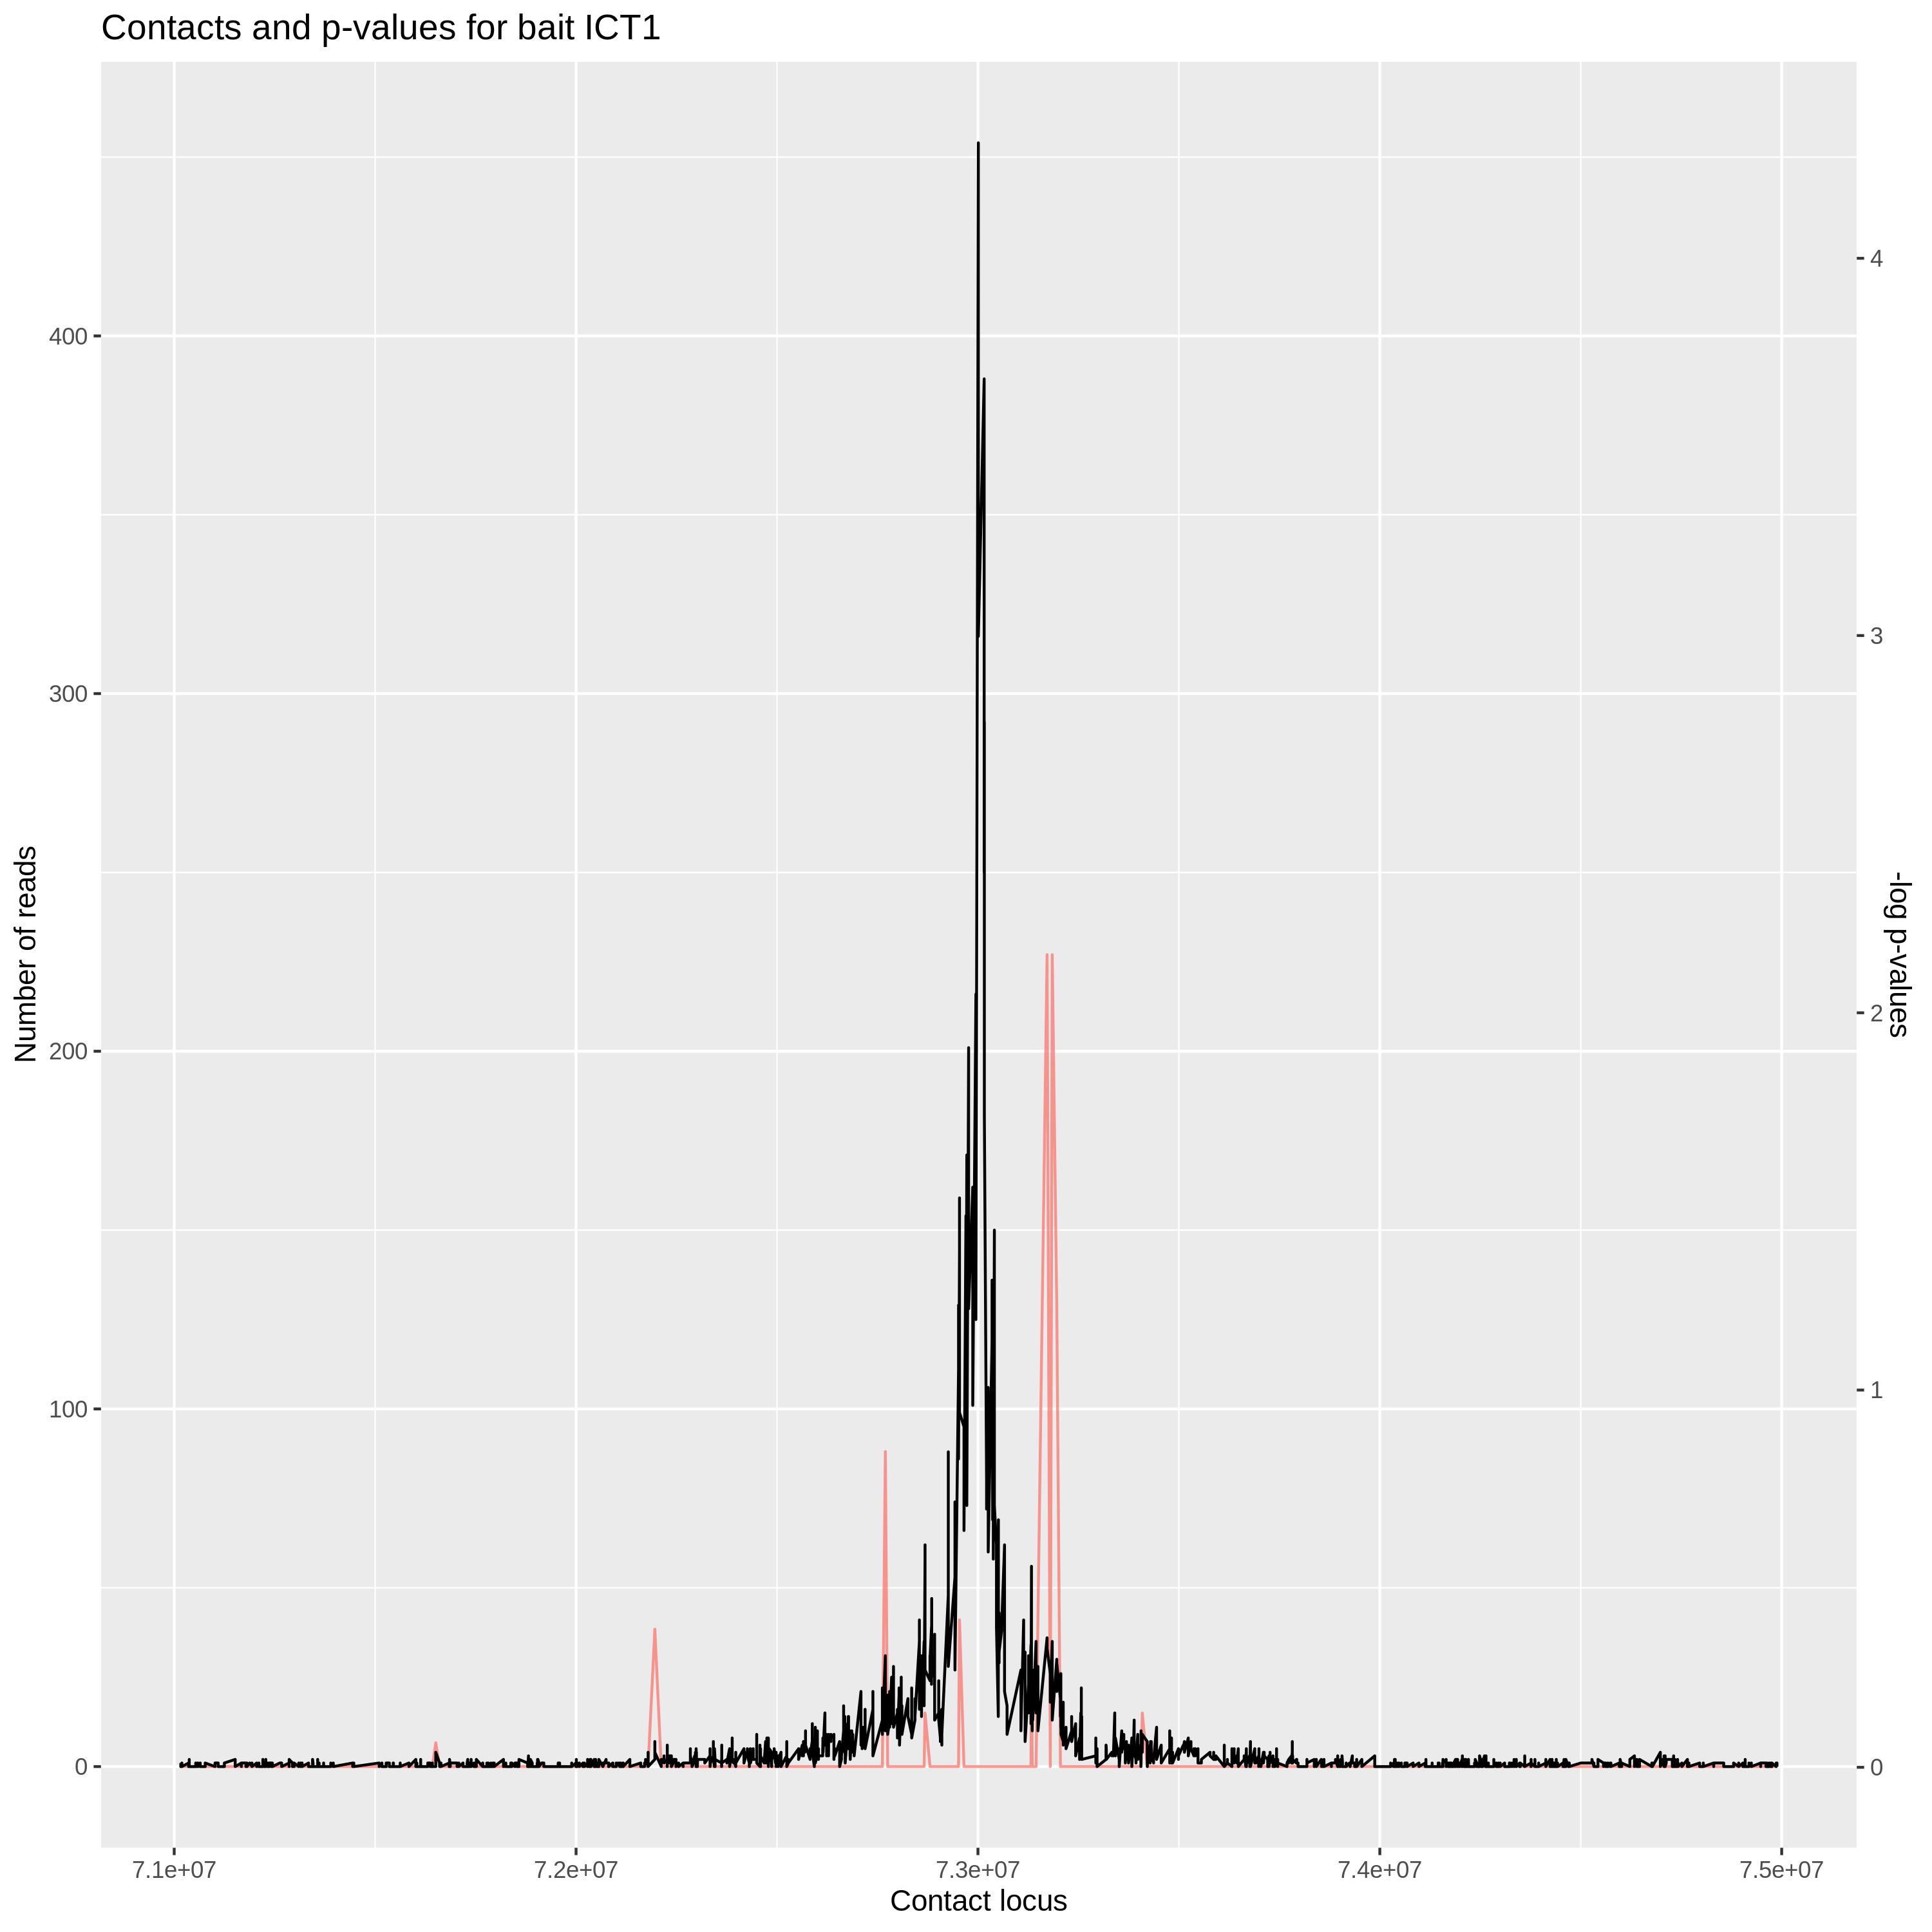 Contacts and p-values for bait ICT1
Number of reads
400
300
200
100
0
4
3
2
1
0
-log p-values
7.1e+07
7.2e+07
7.3e+07
7.4e+07
7.5e+07
Contact locus